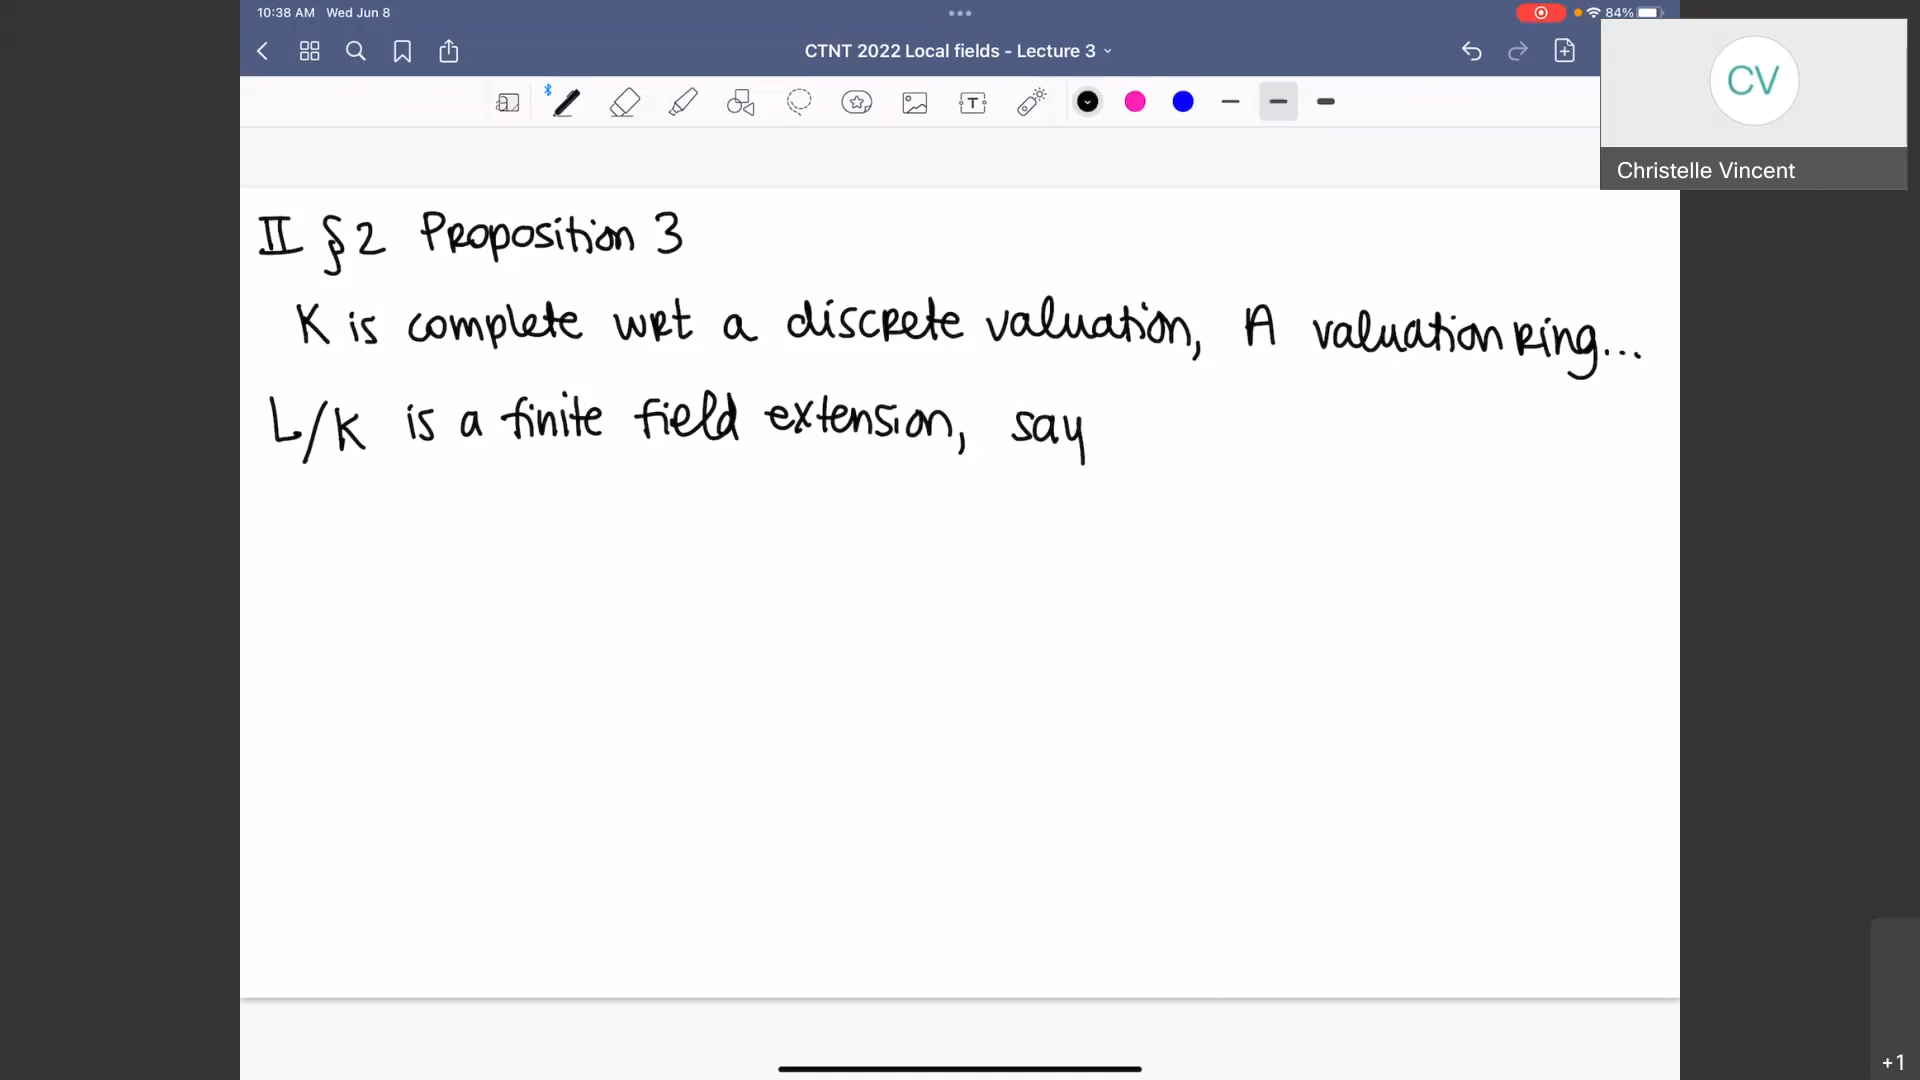 10:38 AM Wed Jun 8
84%
CTNT 2022 Local fields - Lecture 3
T
CV
Christelle Vincent
II §2 Proposition 3
K is complete wrt a discrete valuation, A valuation ring...
L/K is a finite field extension, say
+1